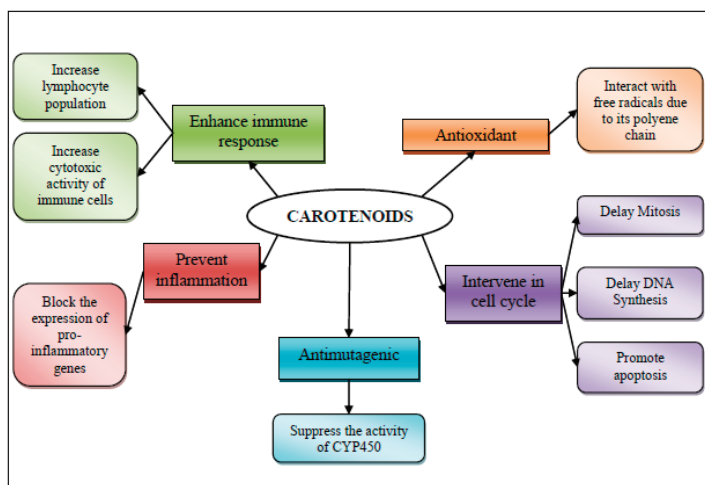 Increase
lymphocyte
population
Increase
cytotoxic
activity of
immune cells
Enhance immune
response
Antioxidant
Interact with
free radicals due
to its polyene
chain
CAROTENOIDS
Prevent
inflammation
Block the
expression of
pro-
inflammatory
genes
Antimutagenic
Suppress the activity
of CYP450
Intervene in
cell cycle
Delay Mitosis
Delay DNA
Synthesis
Promote
apoptosis